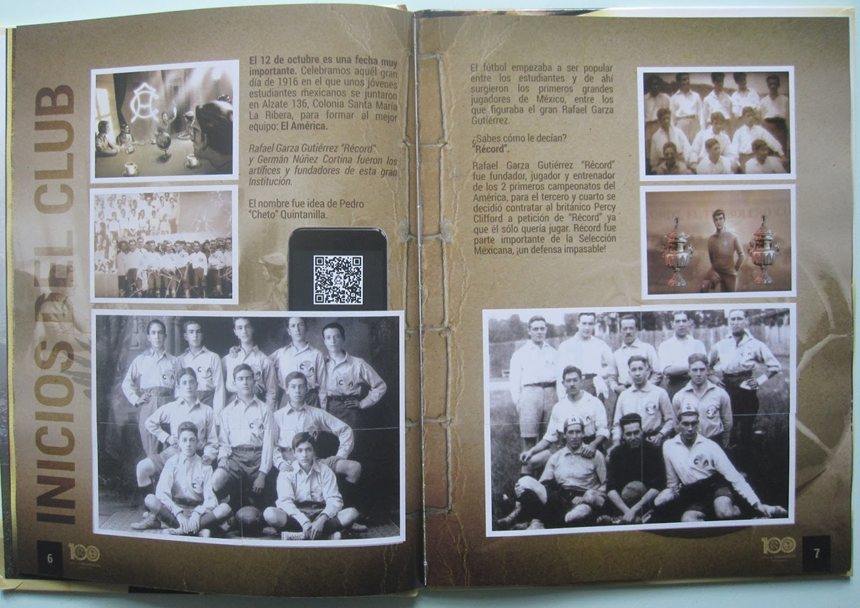 INICIOS DEL CLUB
El 12 de octubre es una fecha muy
importante. Celebramos aquél gran
día de 1916 en el que unos jóvenes
estudiantes mexicanos se juntaron
en Alzate 136, Colonia Santa María
La Ribera, para formar al mejor
equipo: El América.
Rafael Garza Gutiérrez "Récord"
y Germán Núñez Cortina fueron los
artífices y fundadores de esta gran
Institución.
El nombre fue idea de Pedro
"Cheto" Quintanilla.
6
100
El fútbol empezaba a ser popular
entre los estudiantes y de ahí
surgieron los primeros grandes
jugadores de México, entre los
que figuraba el gran Rafael Garza
Gutiérrez.
¿Sabes cómo le decían?
"Récord".
Rafael Garza Gutiérrez "Récord"
fue fundador, jugador y entrenador
de los 2 primeros campeonatos del
América, para el tercero y cuarto se
decidió contratar al británico Percy
Clifford a petición de "Récord" ya
que él sólo quería jugar. Récord fue
parte importante de la Selección
Mexicana, ¡un defensa impasable!
100
7